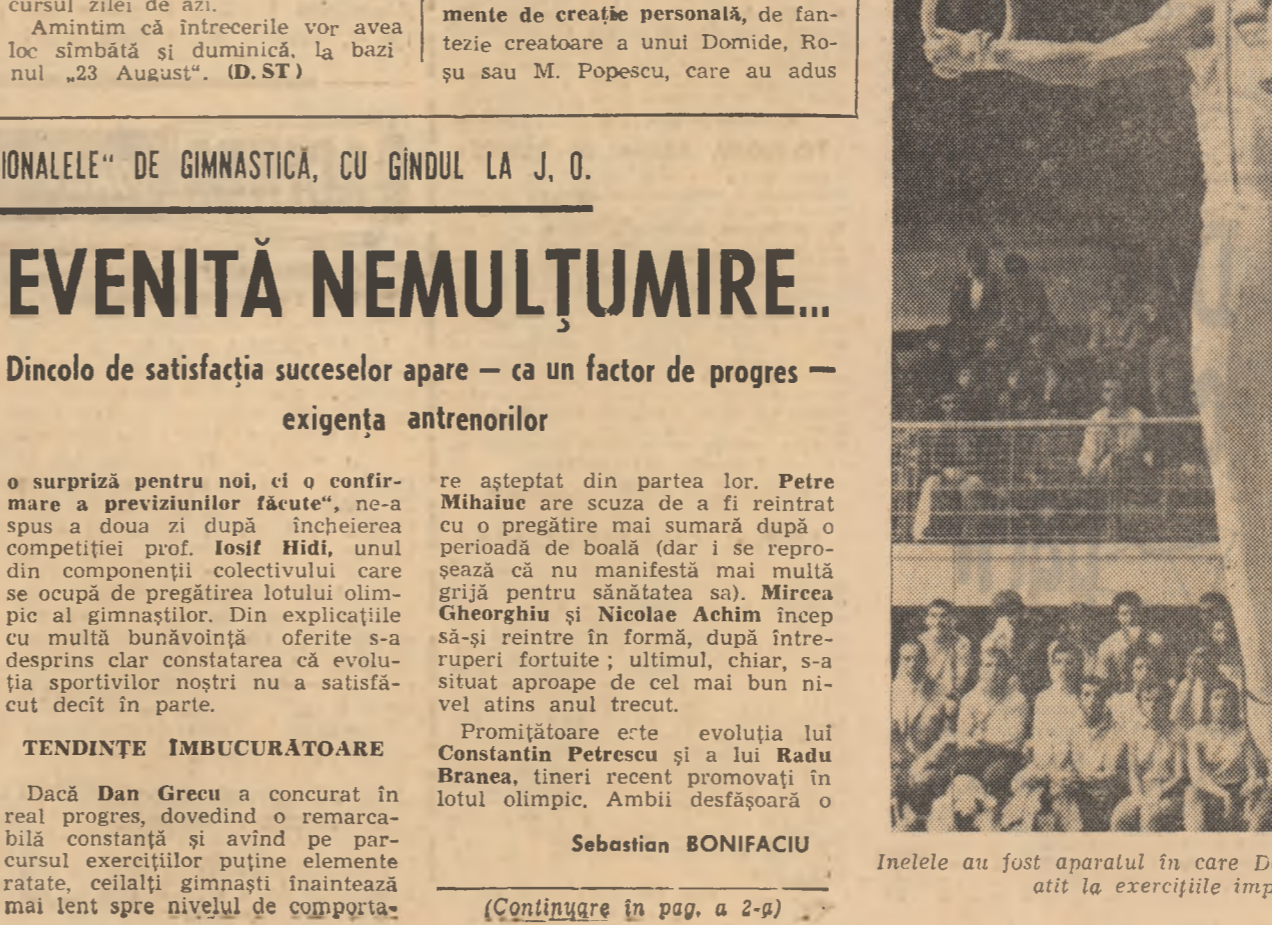 cursul zilei de azi.
Amintim că întrecerile vor avea
loc sîmbătă și duminică, la bazi
nul „23 August“. (D. ST)
mente de creație personală, de fan-
tezie creatoare a unui Domide, Ro-
șu sau M. Popescu, care au adus
IONALELE“ DE GIMNASTICĂ, CU GÎNDUL LA J. O.
EVENITĂ NEMULȚUMIRE...
Dincolo de satisfacția succeselor apare — ca un factor de progres —
exigența antrenorilor
o surpriză pentru noi, ci o confir-
mare a previziunilor făcute“, ne-a
spus a doua zi după încheierea
competiției prof. Iosif Hidi, unul
din componenții colectivului care
se ocupă de pregătirea lotului olim-
pic al gimnaștilor. Din explicațiile
cu multă bunăvoință oferite s-a
desprins clar constatarea că evolu-
ția sportivilor noștri nu a satisfă-
cut decît în parte.
TENDINȚE ÎMBUCURĂTOARE
Dacă Dan Grecu a concurat în
real progres, dovedind o remarca-
bilă constanță și avînd pe par-
cursul exercițiilor puține elemente
ratate, ceilalți gimnaști înaintează
mai lent spre nivelul de comporta-
re așteptat din partea lor. Petre
Mihaiuc are scuza de a fi reintrat
cu o pregătire mai sumară după o
perioadă de boală (dar i se repro-
șează că nu manifestă mai multă
grijă pentru sănătatea sa). Mircea
Gheorghiu și Nicolae Achim încep
să-și reintre în formă, după între-
ruperi fortuite ; ultimul, chiar, s-a
situat aproape de cel mai bun ni-
vel atins anul trecut.
Promițătoare este evoluția lui
Constantin Petrescu și a lui Radu
Branea, tineri recent promovați în
lotul olimpic. Ambii desfășoară o
Sebastian BONIFACIU
(Continuare în pag. a 2-a)
Inelele au fost aparatul în care D
atit la exercițiile imp